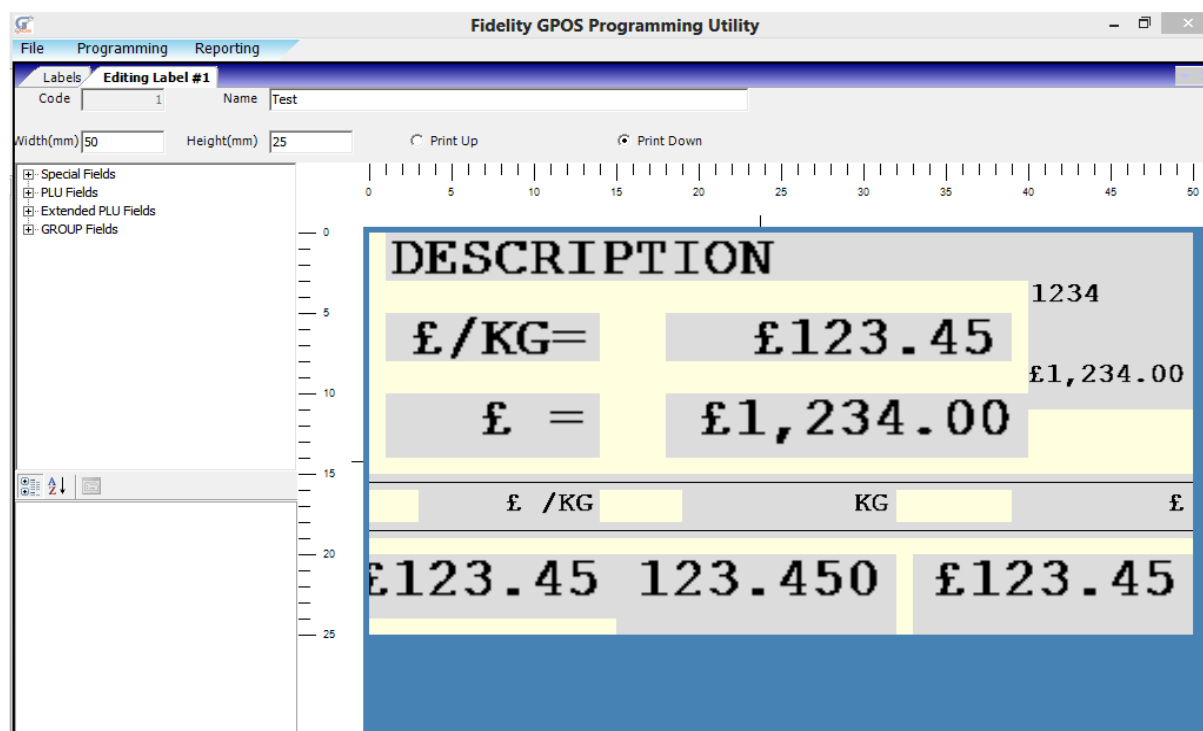 Fidelity GPOS Programming Utility
File Programming Reporting
Labels Editing Label #1
Code 1 Name Test
Width(mm) 50 Height(mm) 25 Print Up Print Down
Special Fields
PLU Fields
Extended PLU Fields
GROUP Fields
0 5 10 15 20 25 30 35 40 45 50
0
DESCRIPTION
1234
5
£/KG= £123.45
£1,234.00
10
£ = £1,234.00
15
£ /KG KG £
20
£123.45 123.450 £123.45
25